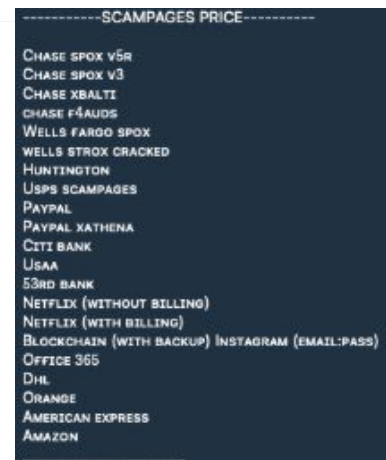 -----------SCAMPAGES PRICE----------
CHASE SPOX V5R
CHASE SPOX V3
CHASE XBALTI
CHASE F4AUDS
WELLS FARGO SPOX
WELLS STROX CRACKED
HUNTINGTON
USPS SCAMPAGES
PAYPAL
PAYPAL XATHENA
CITI BANK
USAA
53RD BANK
NETFLIX (WITHOUT BILLING)
NETFLIX (WITH BILLING)
BLOCKCHAIN (WITH BACKUP) INSTAGRAM (EMAIL:PASS)
OFFICE 365
DHL
ORANGE
AMERICAN EXPRESS
AMAZON